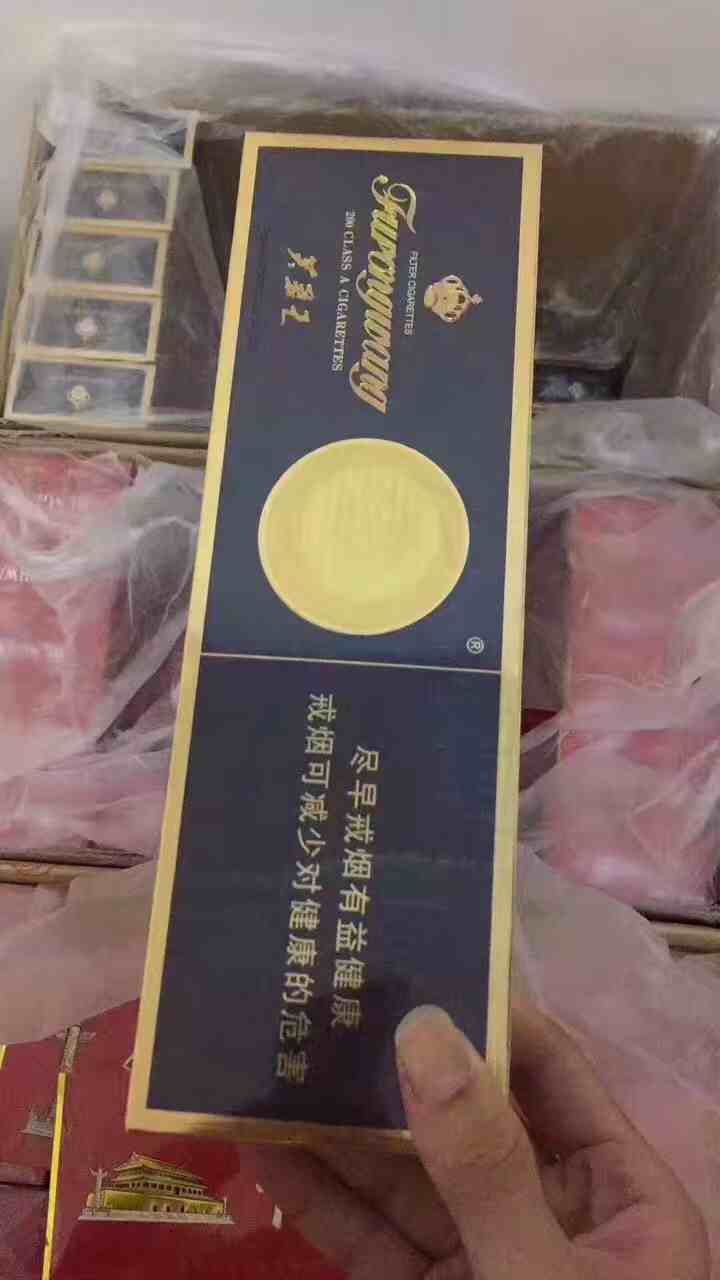 FILTER CIGARETTES
Furongwang
200 CLASS A CIGARETTES
芙蓉王
®
尽早戒烟有益健康
戒烟可减少对健康的危害